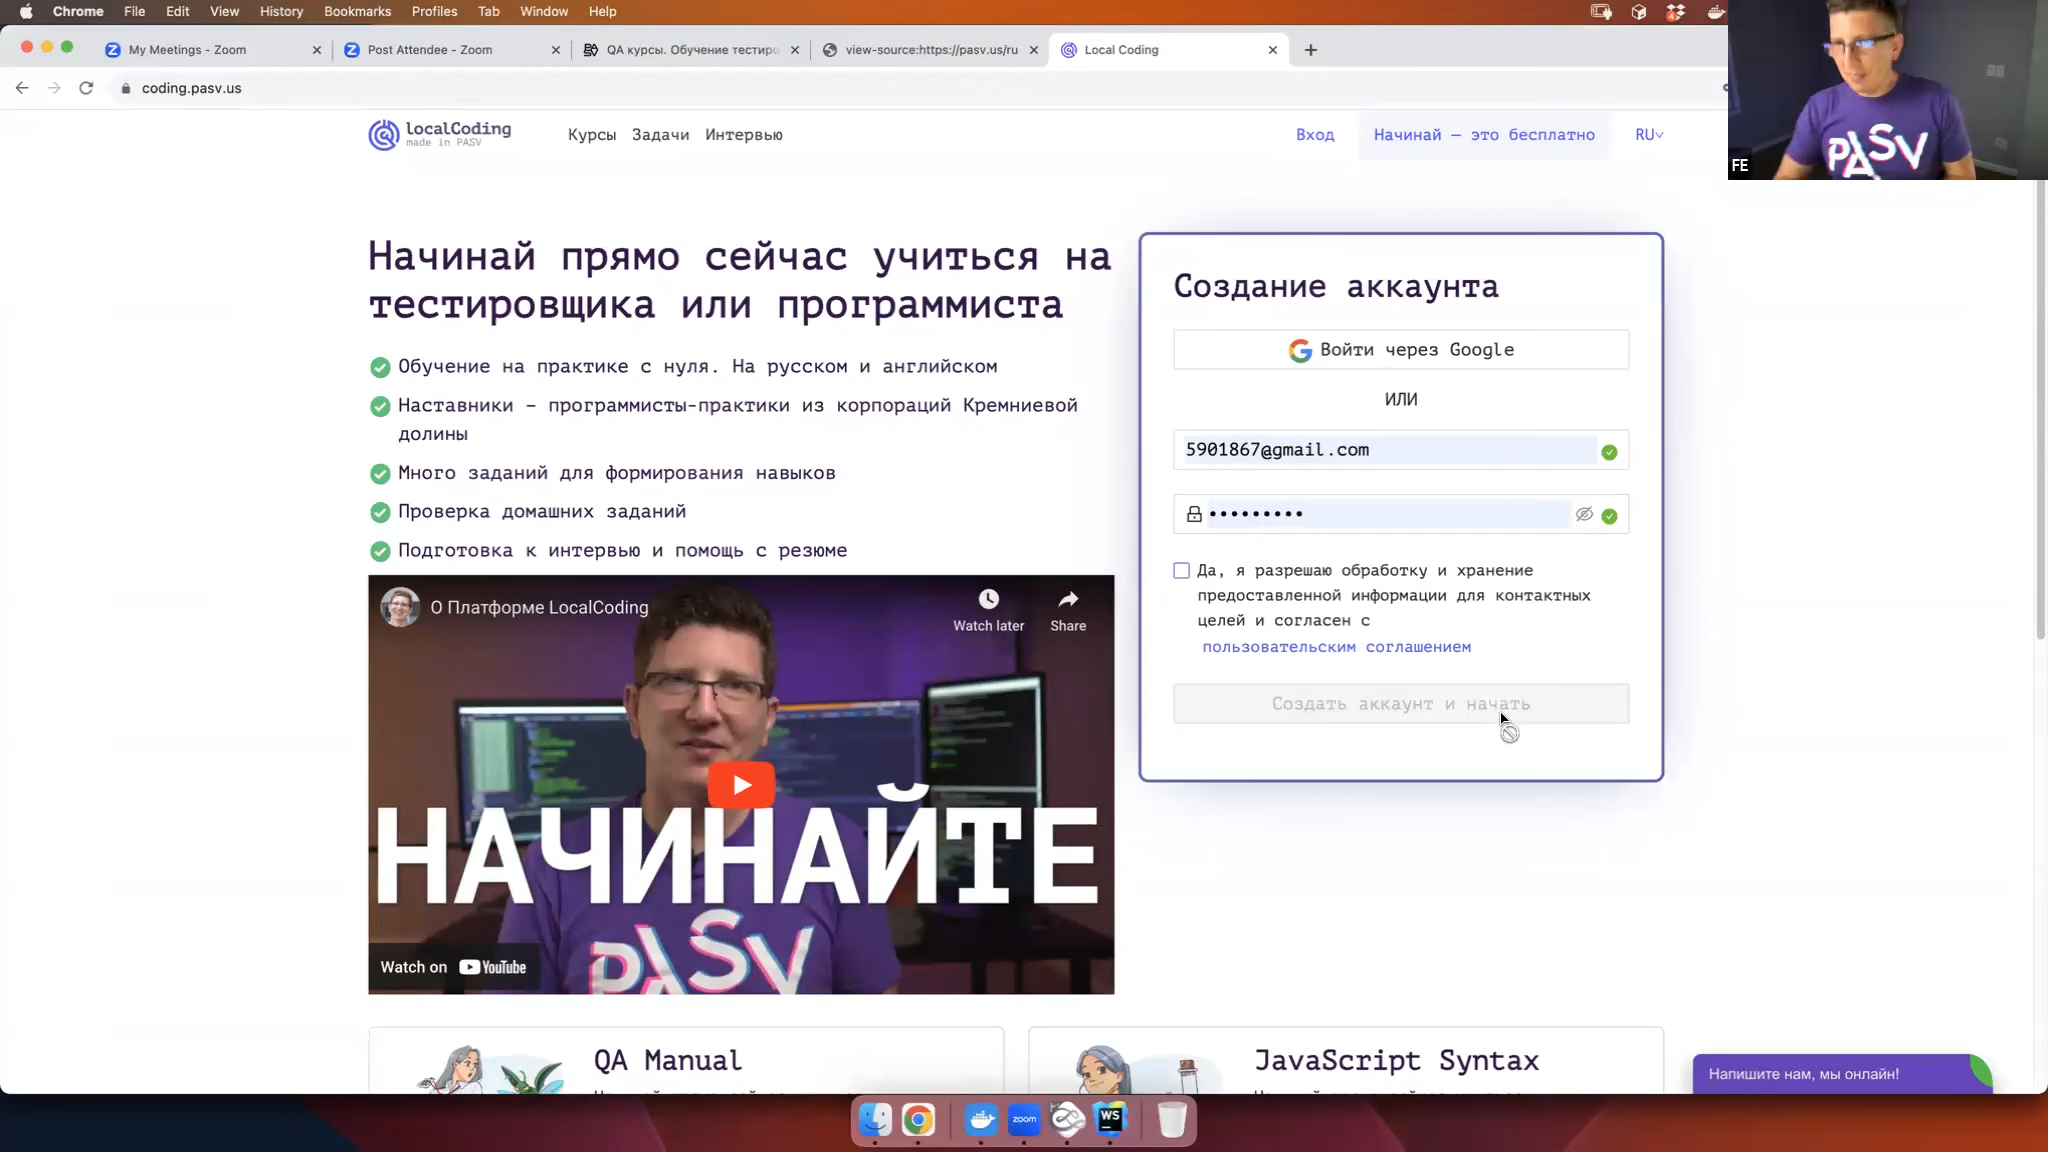 Chrome File Edit View History Bookmarks Profiles Tab Window Help
My Meetings - Zoom
Post Attendee - Zoom
QA курсы. Обучение тестиро
view-source:https://pasv.us/ru
Local Coding
coding.pasv.us
PASV
FE
localCoding
made in PASV
Курсы Задачи Интервью
Вход
Начинай — это бесплатно
RU
Начинай прямо сейчас учиться на
тестировщика или программиста
Обучение на практике с нуля. На русском и английском
Наставники – программисты-практики из корпораций Кремниевой
долины
Много заданий для формирования навыков
Проверка домашних заданий
Подготовка к интервью и помощь с резюме
О Платформе LocalCoding
Watch later
Share
НАЧИНАЙТЕ
PASV
Watch on YouTube
Создание аккаунта
Войти через Google
ИЛИ
5901867@gmail.com
•••••••••
Да, я разрешаю обработку и хранение
предоставленной информации для контактных
целей и согласен с
пользовательским соглашением
Создать аккаунт и начать
QA Manual
JavaScript Syntax
Напишите нам, мы онлайн!
zoom
WS